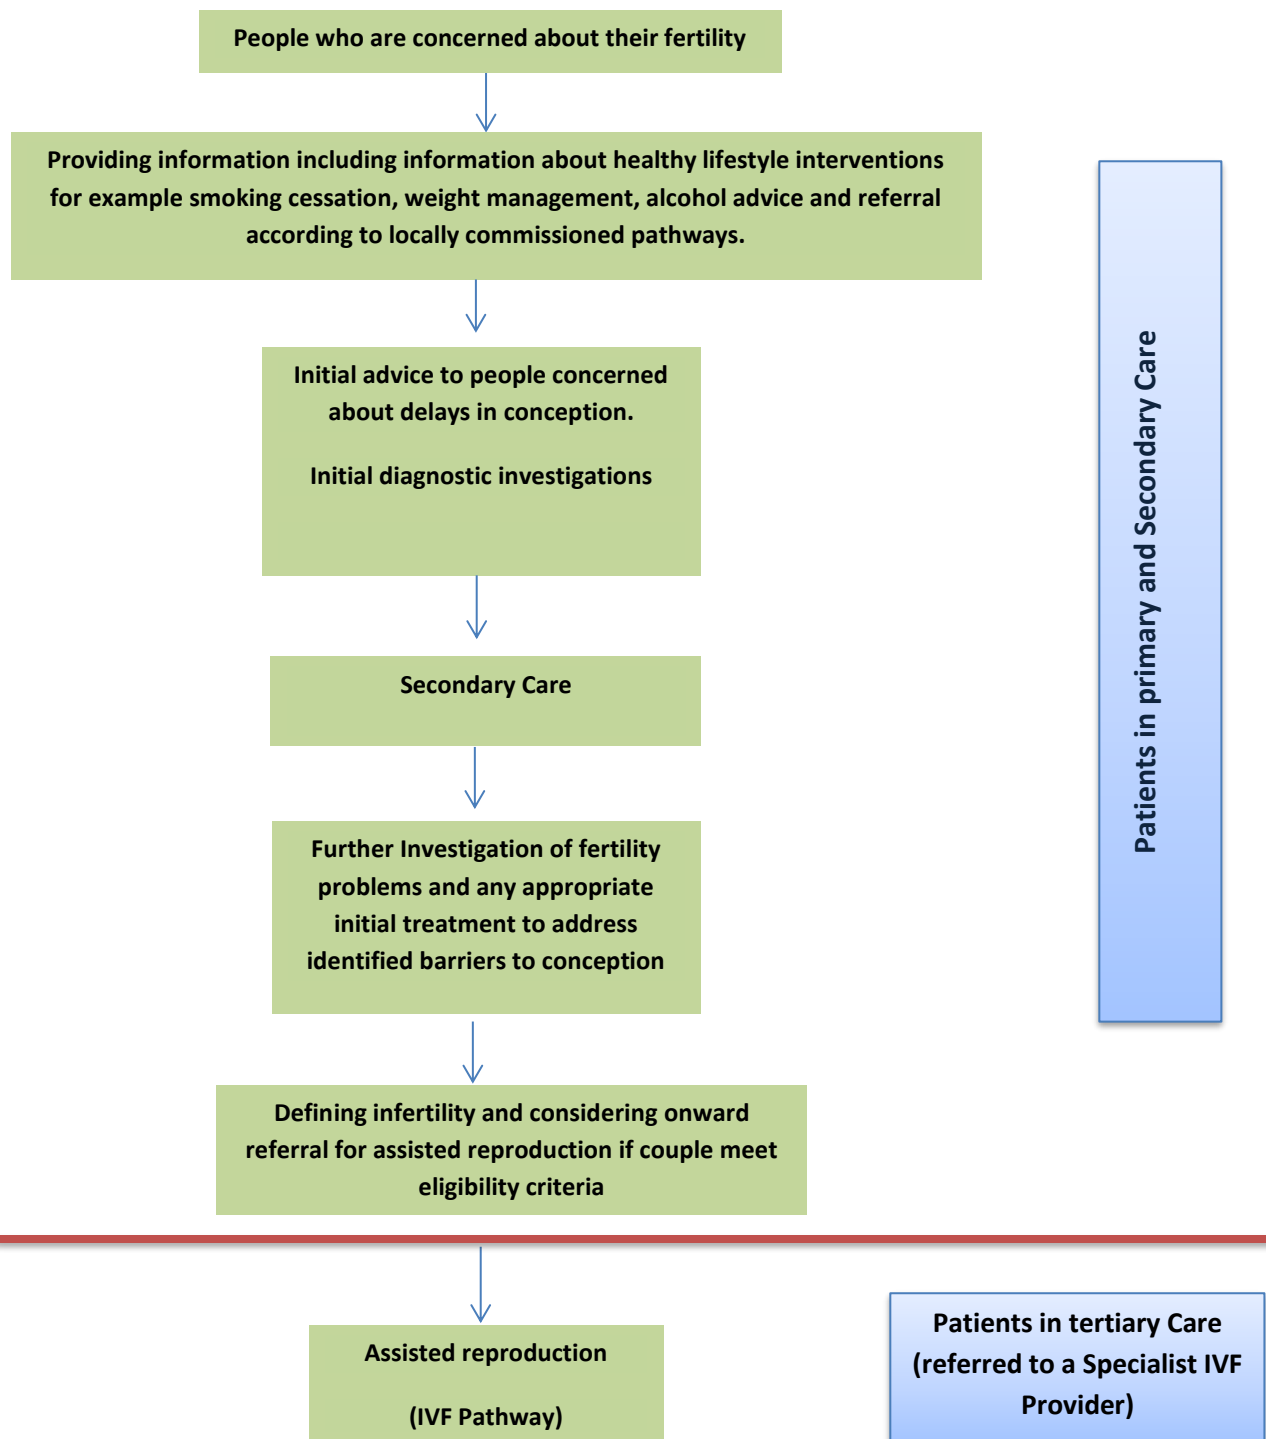 People who are concerned about their fertility
Providing information including information about healthy lifestyle interventions
for example smoking cessation, weight management, alcohol advice and referral
according to locally commissioned pathways.
Initial advice to people concerned
about delays in conception.
Initial diagnostic investigations
Secondary Care
Further Investigation of fertility
problems and any appropriate
initial treatment to address
identified barriers to conception
Defining infertility and considering onward
referral for assisted reproduction if couple meet
eligibility criteria
Patients in primary and Secondary Care
Assisted reproduction
(IVF Pathway)
Patients in tertiary Care
(referred to a Specialist IVF
Provider)